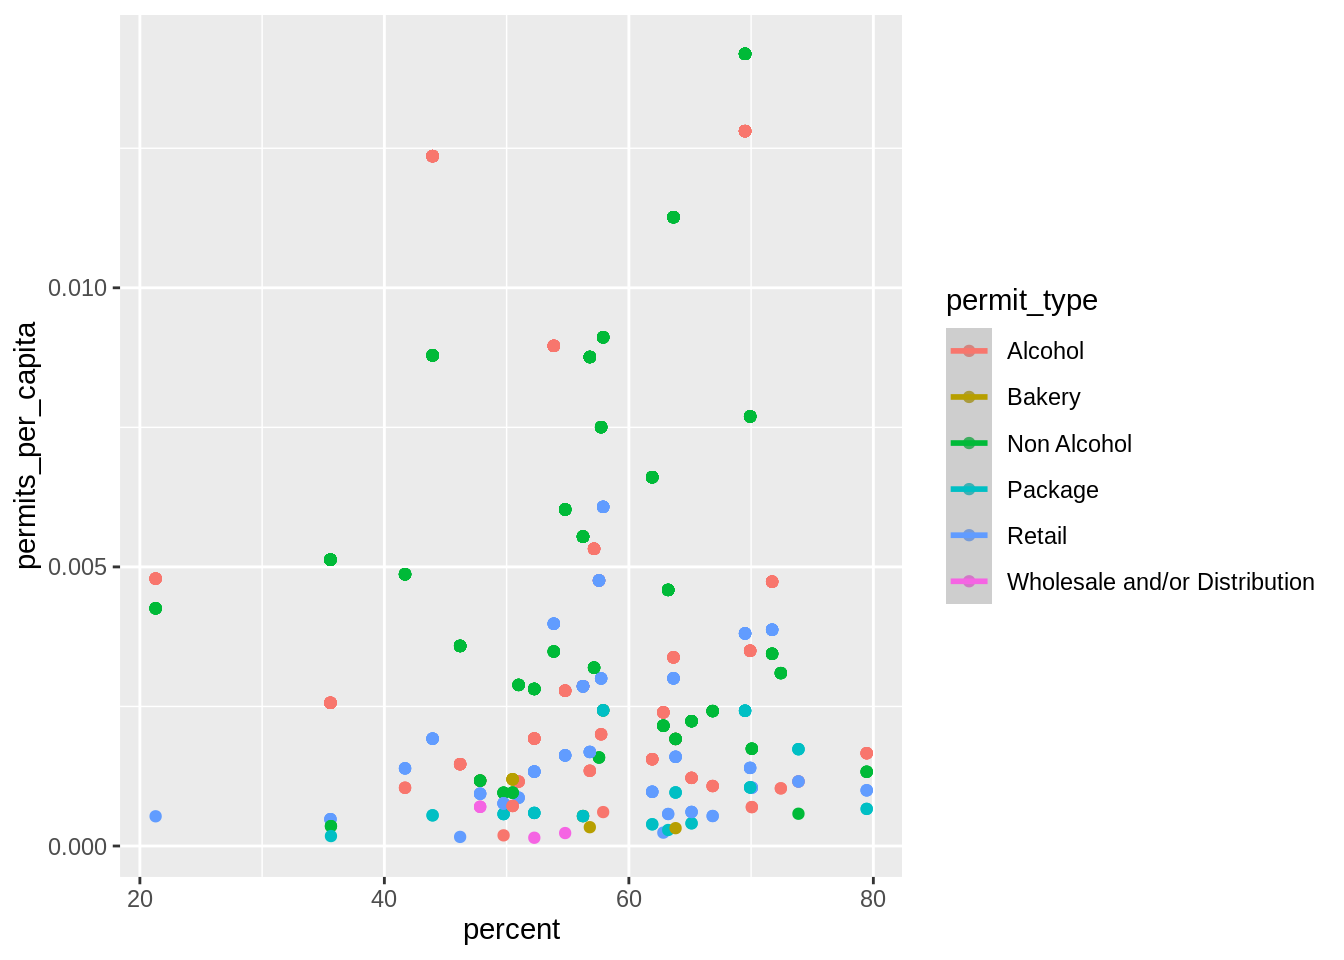 permits_per_capita
0.010
0.005
0.000
20 40 60 80
percent
permit_type
Alcohol
Bakery
Non Alcohol
Package
Retail
Wholesale and/or Distribution